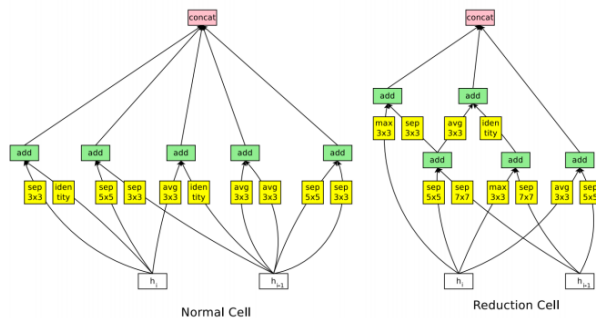 concat
add
add
add
add
add
sep
3x3
iden
tity
sep
5x5
sep
3x3
avg
3x3
iden
tity
avg
3x3
avg
3x3
sep
5x5
sep
3x3
hᵢ
hᵢ₋₁
Normal Cell
concat
add
add
max
3x3
sep
3x3
avg
3x3
iden
tity
add
add
add
sep
5x5
sep
7x7
max
3x3
sep
7x7
avg
3x3
sep
5x5
hᵢ
hᵢ₋₁
Reduction Cell